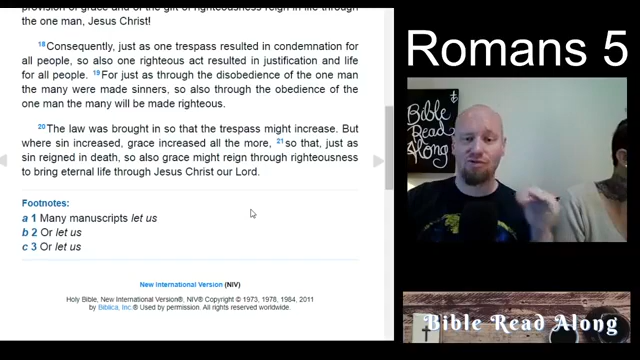 provision of grace and of the gift of righteousness reign in life through
the one man, Jesus Christ!
18Consequently, just as one trespass resulted in condemnation for
all people, so also one righteous act resulted in justification and life
for all people. 19For just as through the disobedience of the one man
the many were made sinners, so also through the obedience of the
one man the many will be made righteous.
20The law was brought in so that the trespass might increase. But
where sin increased, grace increased all the more, 21so that, just as
sin reigned in death, so also grace might reign through righteousness
to bring eternal life through Jesus Christ our Lord.
Footnotes:
a 1 Many manuscripts let us
b 2 Or let us
c 3 Or let us
New International Version (NIV)
Holy Bible, New International Version®, NIV® Copyright © 1973, 1978, 1984, 2011
by Biblica, Inc.® Used by permission. All rights reserved worldwide.
Romans 5
Bible
Read
Along
Bible Read Along